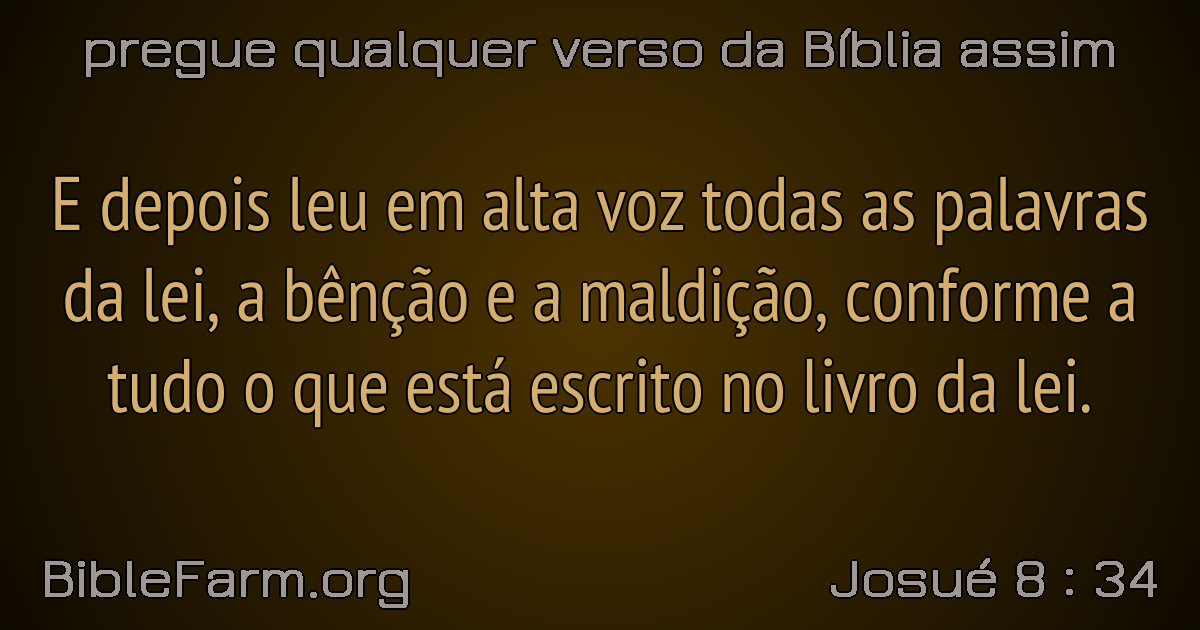 pregue qualquer verso da Bíblia assim
E depois leu em alta voz todas as palavras
da lei, a bênção e a maldição, conforme a
tudo o que está escrito no livro da lei.
BibleFarm.org
Josué 8 : 34